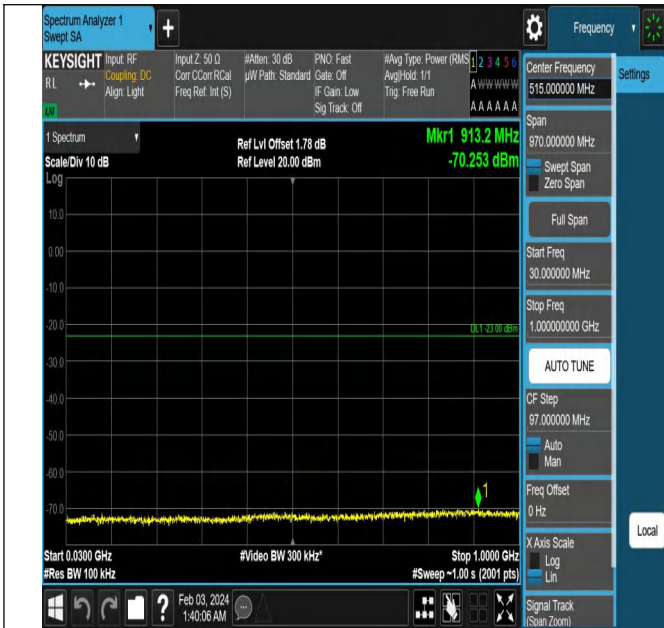 Spectrum Analyzer 1
Swept SA
Frequency
KEYSIGHT
RL
LXI
Input: RF
Coupling: DC
Align: Light
Input Z: 50 Ω
Corr CCorr RCal
Freq Ref: Int (S)
#Atten: 30 dB
µW Path: Standard
PNO: Fast
Gate: Off
IF Gain: Low
Sig Track: Off
#Avg Type: Power (RMS
Avg|Hold: 1/1
Trig: Free Run
1 2 3 4 5 6
A W W W W W
A A A A A A
Center Frequency
515.000000 MHz
Settings
Span
970.000000 MHz
Swept Span
Zero Span
Full Span
Start Freq
30.000000 MHz
Stop Freq
1.000000000 GHz
AUTO TUNE
CF Step
97.000000 MHz
Auto
Man
Freq Offset
0 Hz
X Axis Scale
Log
Lin
Signal Track
(Span Zoom)
Local
1 Spectrum
Scale/Div 10 dB
Ref Lvl Offset 1.78 dB
Ref Level 20.00 dBm
Mkr1 913.2 MHz
-70.253 dBm
Log
10.0
0.00
-10.0
-20.0
DL1 -23.00 dBm
-30.0
-40.0
-50.0
-60.0
1
-70.0
Start 0.0300 GHz
#Video BW 300 kHz*
Stop 1.0000 GHz
#Res BW 100 kHz
#Sweep ~1.00 s (2001 pts)
?
Feb 03, 2024
1:40:06 AM